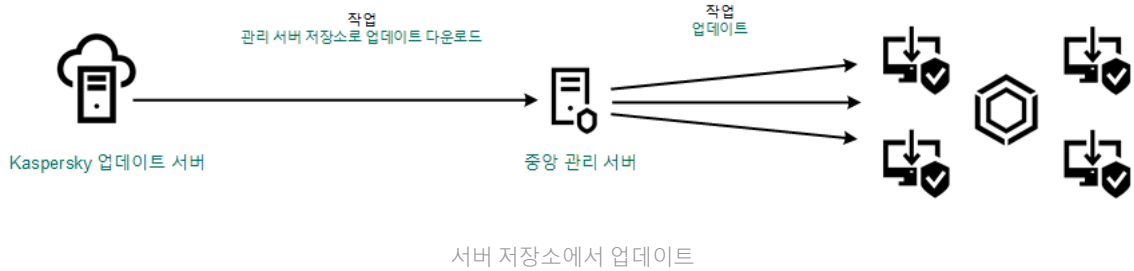 작업
관리 서버 저장소로 업데이트 다운로드
작업
업데이트
Kaspersky 업데이트 서버
중앙 관리 서버
서버 저장소에서 업데이트